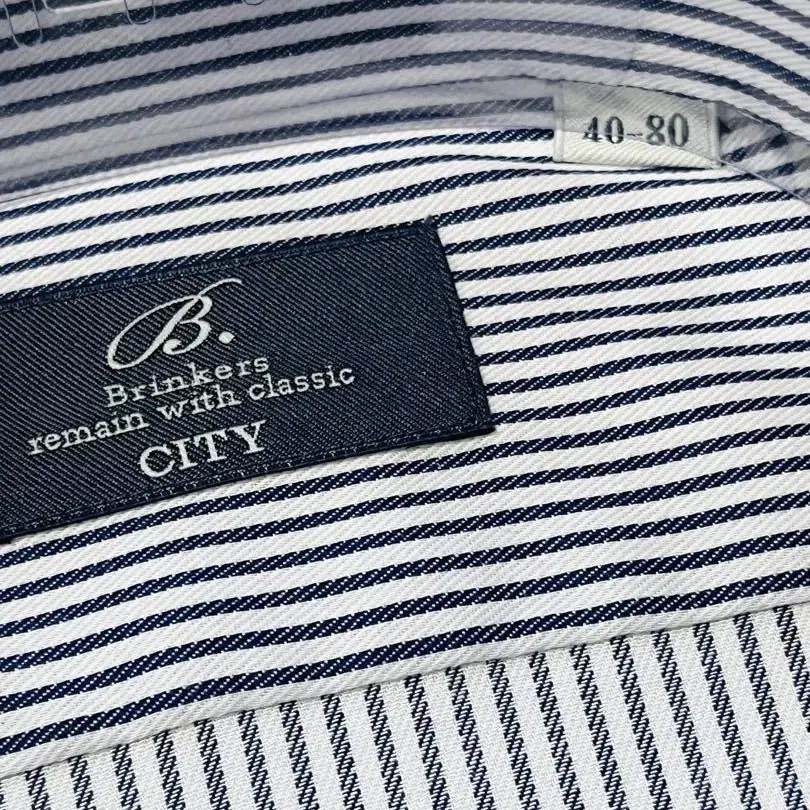 40-80
B.
Brinkers
remain with classic
CITY